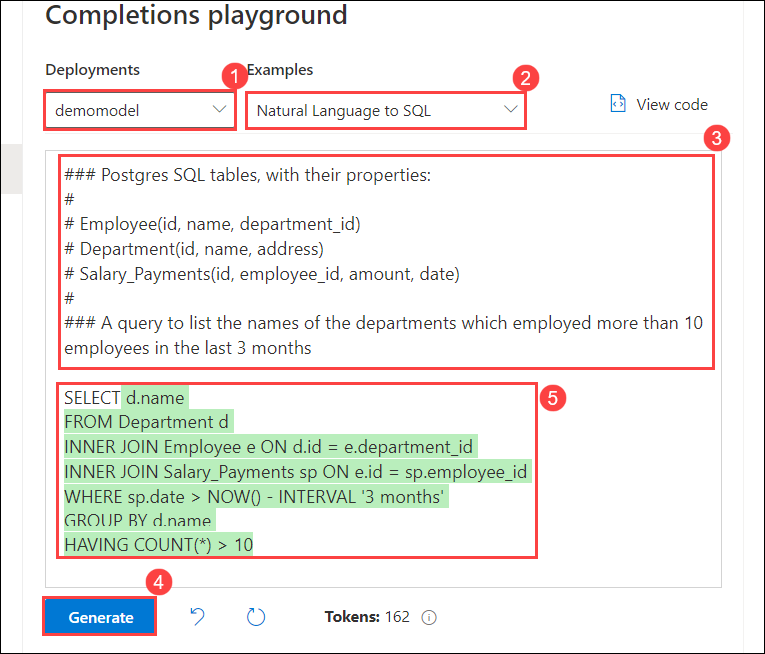 Completions playground
Deployments 1 Examples 2
demomodel Natural Language to SQL View code
3
### Postgres SQL tables, with their properties:
#
# Employee(id, name, department_id)
# Department(id, name, address)
# Salary_Payments(id, employee_id, amount, date)
#
### A query to list the names of the departments which employed more than 10
employees in the last 3 months
SELECT d.name 5
FROM Department d
INNER JOIN Employee e ON d.id = e.department_id
INNER JOIN Salary_Payments sp ON e.id = sp.employee_id
WHERE sp.date > NOW() - INTERVAL '3 months'
GROUP BY d.name
HAVING COUNT(*) > 10
4
Generate Tokens: 162